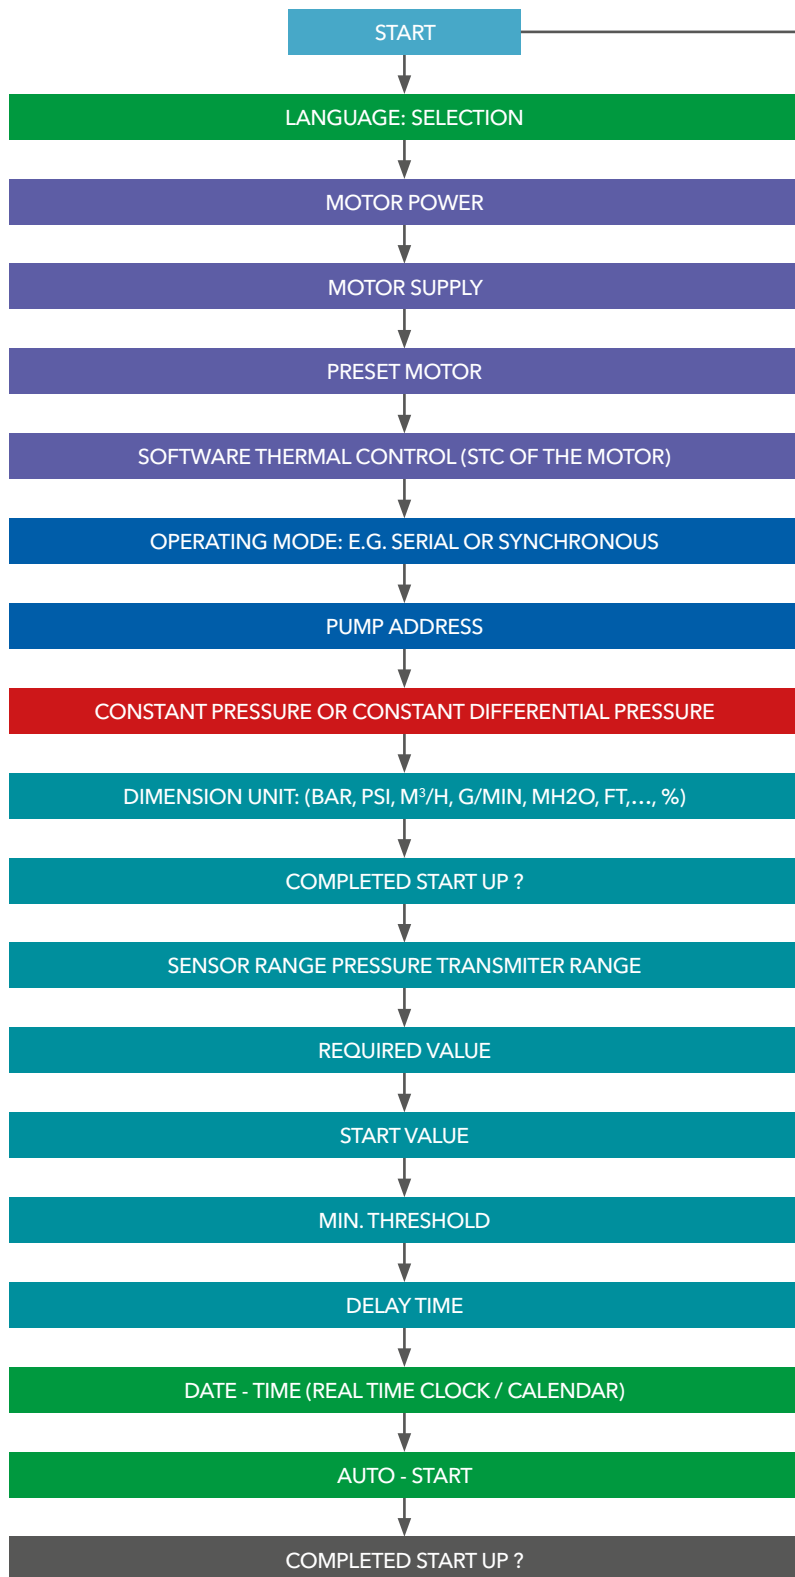 START
LANGUAGE: SELECTION
MOTOR POWER
MOTOR SUPPLY
PRESET MOTOR
SOFTWARE THERMAL CONTROL (STC OF THE MOTOR)
OPERATING MODE: E.G. SERIAL OR SYNCHRONOUS
PUMP ADDRESS
CONSTANT PRESSURE OR CONSTANT DIFFERENTIAL PRESSURE
DIMENSION UNIT: (BAR, PSI, M³/H, G/MIN, MH2O, FT,…, %)
COMPLETED START UP ?
SENSOR RANGE PRESSURE TRANSMITER RANGE
REQUIRED VALUE
START VALUE
MIN. THRESHOLD
DELAY TIME
DATE - TIME (REAL TIME CLOCK / CALENDAR)
AUTO - START
COMPLETED START UP ?